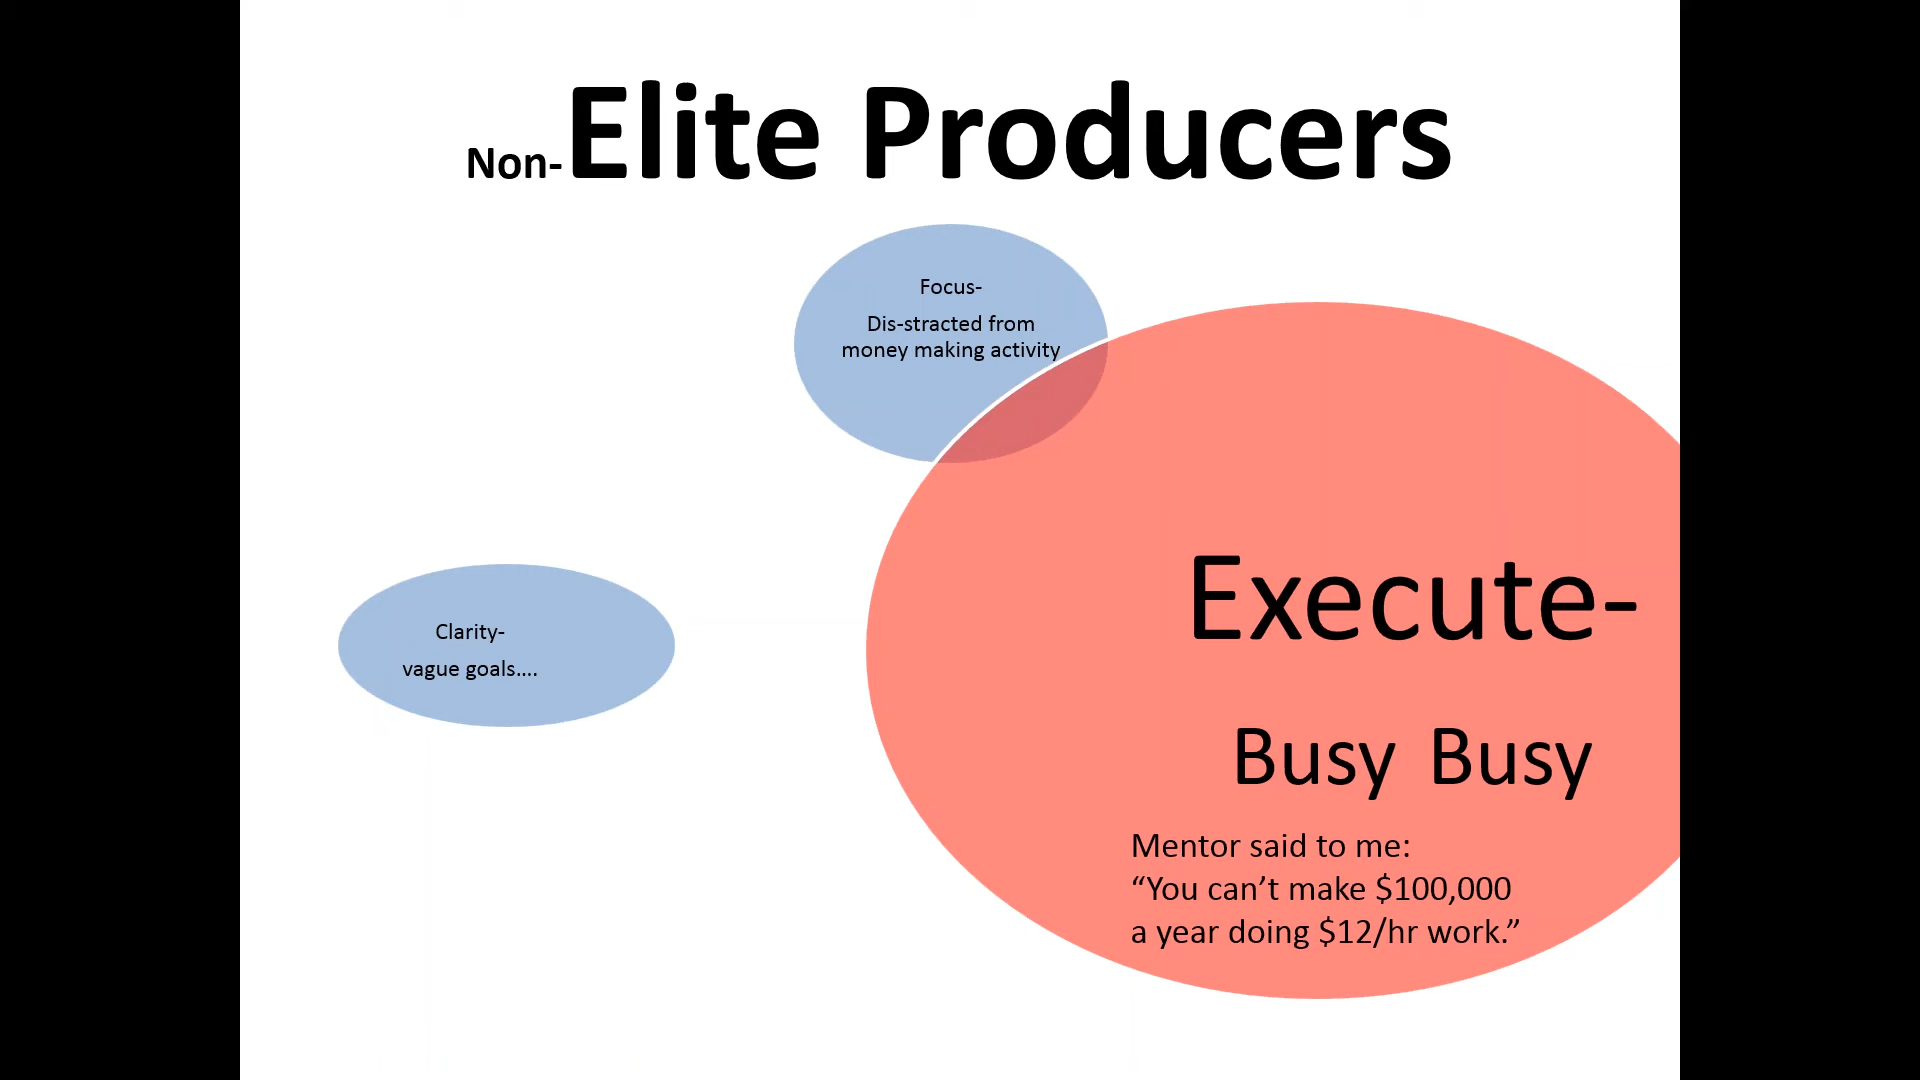 Non-Elite Producers
Focus-
Dis-stracted from
money making activity
Clarity-
vague goals....
Execute-
Busy Busy
Mentor said to me:
“You can’t make $100,000
a year doing $12/hr work.”